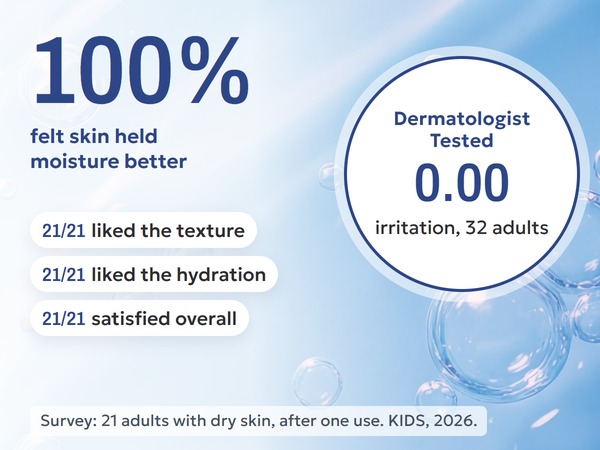 100%
felt skin held
moisture better
21/21 liked the texture
21/21 liked the hydration
21/21 satisfied overall
Dermatologist
Tested
0.00
irritation, 32 adults
Survey: 21 adults with dry skin, after one use. KIDS, 2026.